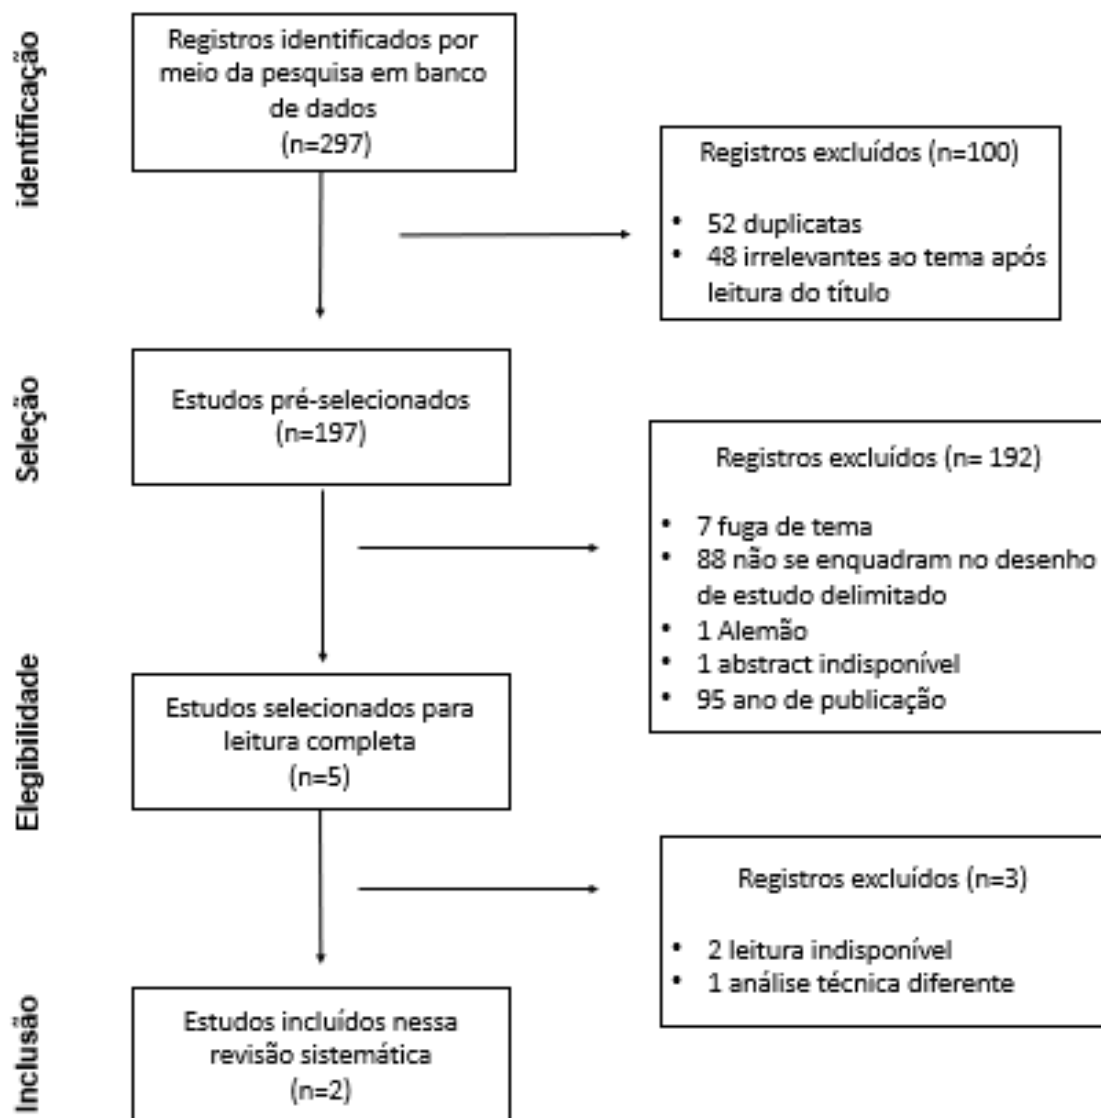 identificação
Registros identificados por
meio da pesquisa em banco
de dados
(n=297)
Registros excluídos (n=100)
• 52 duplicatas
• 48 irrelevantes ao tema após
leitura do título
Seleção
Estudos pré-selecionados
(n=197)
Registros excluídos (n= 192)
• 7 fuga de tema
• 88 não se enquadram no desenho
de estudo delimitado
• 1 Alemão
• 1 abstract indisponível
• 95 ano de publicação
Elegibilidade
Estudos selecionados para
leitura completa
(n=5)
Registros excluídos (n=3)
• 2 leitura indisponível
• 1 análise técnica diferente
Inclusão
Estudos incluídos nessa
revisão sistemática
(n=2)